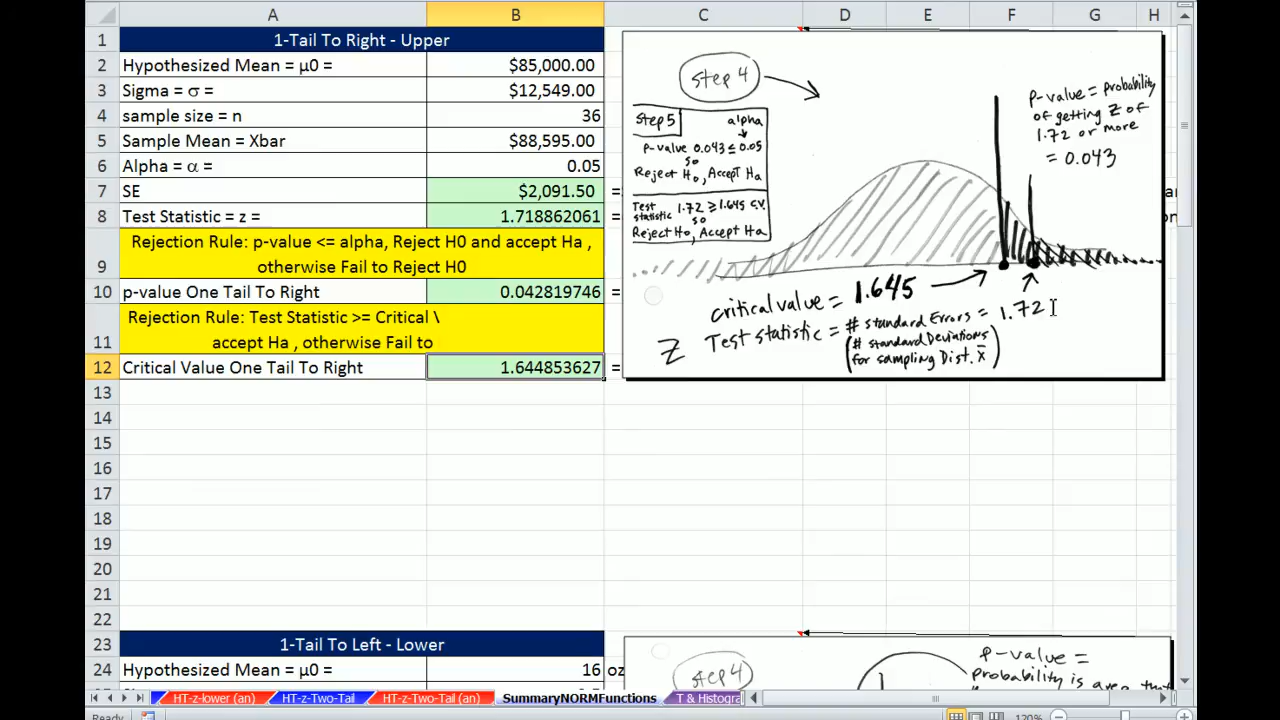 A B C D E F G H
1 1-Tail To Right - Upper
2 Hypothesized Mean = µ0 = $85,000.00
3 Sigma = σ = $12,549.00
4 sample size = n 36
5 Sample Mean = Xbar $88,595.00
6 Alpha = α = 0.05
7 SE $2,091.50 =
8 Test Statistic = z = 1.718862061 =
Rejection Rule: p-value <= alpha, Reject H0 and accept Ha ,
9 otherwise Fail to Reject H0
10 p-value One Tail To Right 0.042819746 =
Rejection Rule: Test Statistic >= Critical \
11 accept Ha , otherwise Fail to
12 Critical Value One Tail To Right 1.644853627 =
13
14
15
16
17
18
19
20
21
22
23 1-Tail To Left - Lower
24 Hypothesized Mean = µ0 = 16 oz
step 4
Step 5
alpha
p-value 0.043 ≤ 0.05
so
Reject Ho, Accept Ha
Test
statistic 1.72 ≥ 1.645 C.V.
so
Reject Ho, Accept Ha
P-value = probability
of getting Z of
1.72 or more
= 0.043
critical value = 1.645
Z Test statistic = # standard Errors = 1.72
(# standard Deviations
for sampling Dist. x̄)
step 4
P-value =
probability is area that
HT-z-lower (an) HT-z-Two-Tail HT-z-Two-Tail (an) SummaryNORMFunctions T & Histogra
Ready 120%